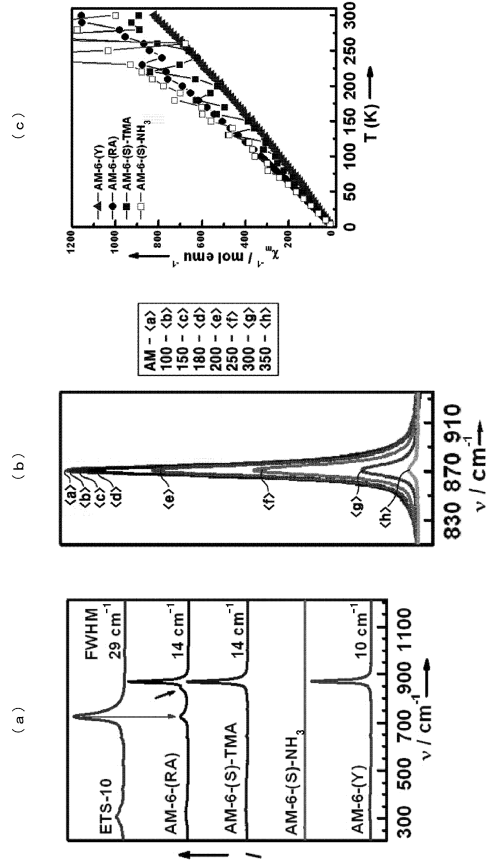 (a)
ETS-10
FWHM
29 cm⁻¹
AM-6-(RA)
14 cm⁻¹
AM-6-(S)-TMA
14 cm⁻¹
AM-6-(S)-NH₃
AM-6-(Y)
10 cm⁻¹
300 500 700 900 1100
ν / cm⁻¹
I
(b)
<a>
<b>
<c>
<d>
<e>
<f>
<g>
<h>
830 870 910
ν / cm⁻¹
AM - <a>
100 - <b>
150 - <c>
180 - <d>
200 - <e>
250 - <f>
300 - <g>
350 - <h>
(c)
1200
1000
800
600
400
200
χₘ⁻¹ / mol emu⁻¹
AM-6-(Y)
AM-6-(RA)
AM-6-(S)-TMA
AM-6-(S)-NH₃
0 50 100 150 200 250 300
T (K)